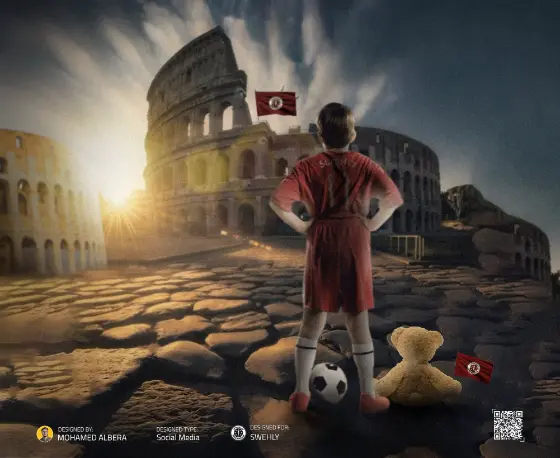 DESIGNED BY:
MOHAMED ALBERA
DESIGNED TYPE:
Social Media
DESIGNED FOR:
SWEHLY